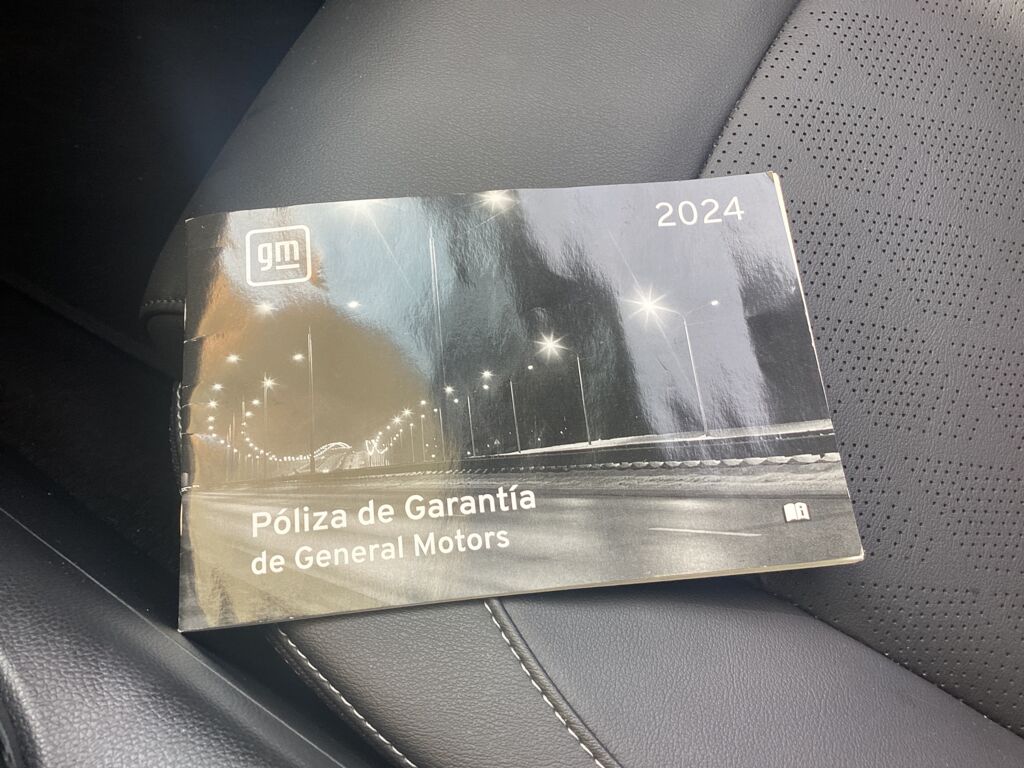 gm
2024
Póliza de Garantía
de General Motors